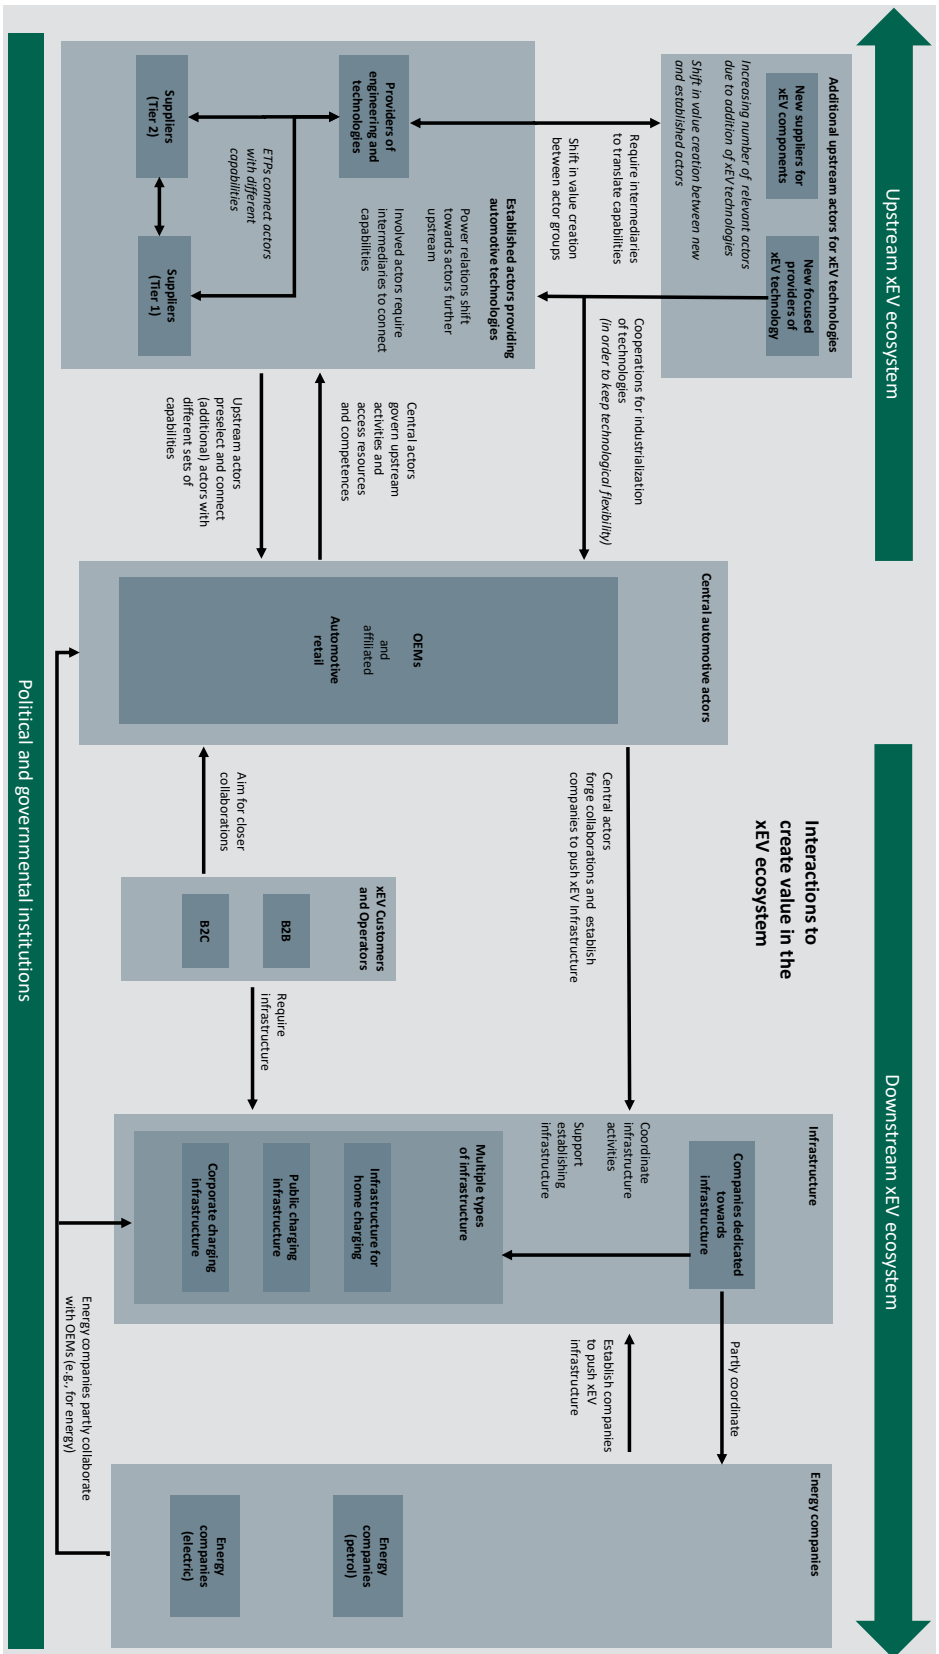 Upstream xEV ecosystem
Downstream xEV ecosystem
Interactions to
create value in the
xEV ecosystem
Additional upstream actors for xEV technologies
New suppliers for
xEV components
New focused
providers of
xEV technology
Increasing number of relevant actors
due to addition of xEV technologies
Shift in value creation between new
and established actors
Require intermediaries
to translate capabilities
Shift in value creation
between actor groups
Cooperations for industrialization
of technologies
(in order to keep technological flexibility)
Established actors providing
automotive technologies
Power relations shift
towards actors further
upstream
Involved actors require
intermediaries to connect
capabilities
Providers of
engineering and
technologies
ETPs connect actors
with different
capabilities
Suppliers
(Tier 2)
Suppliers
(Tier 1)
Central actors
govern upstream
activities and
access resources
and competences
Upstream actors
preselect and connect
(additional) actors with
different sets of
capabilities
Central automotive actors
OEMs
and
affiliated
Automotive
retail
Central actors
forge collaborations and establish
companies to push xEV Infrastructure
Aim for closer
collaborations
xEV Customers
and Operators
B2B
B2C
Require
infrastructure
Infrastructure
Companies dedicated
towards
infrastructure
Coordinate
infrastructure
activities
Support
establishing
infrastructure
Multiple types
of infrastructure
Infrastructure for
home charging
Public charging
infrastructure
Corporate charging
infrastructure
Partly coordinate
Establish companies
to push xEV
infrastructure
Energy companies
Energy
companies
(petrol)
Energy
companies
(electric)
Energy companies partly collaborate
with OEMs (e.g., for energy)
Political and governmental institutions